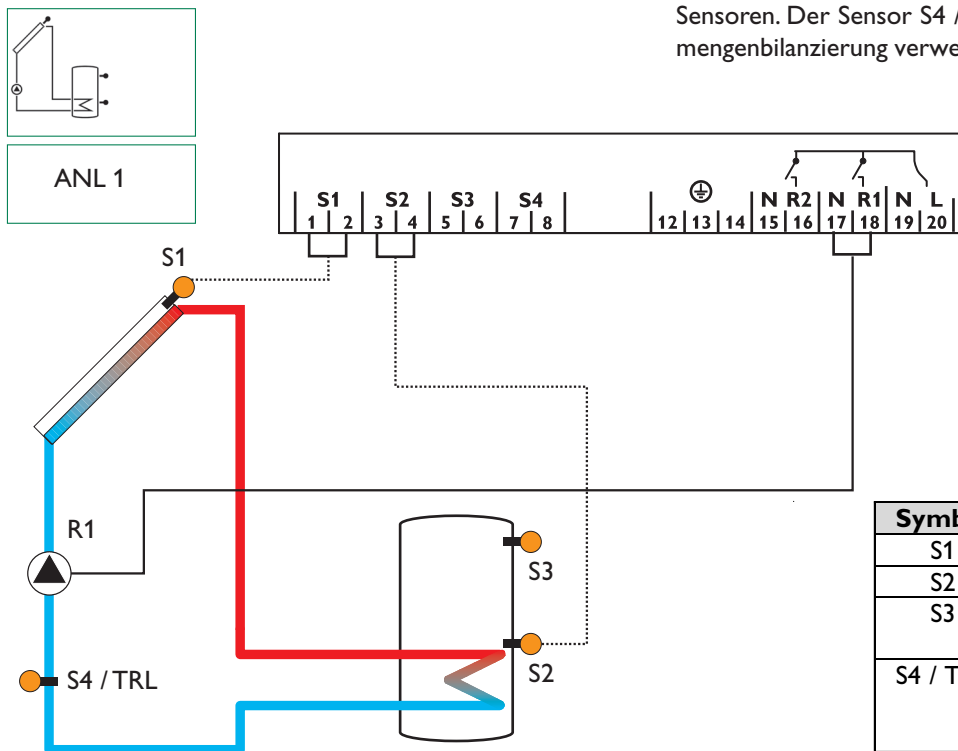 Sensoren. Der Sensor S4 /
mengenbilanzierung verwe
ANL 1
N R2 N R1 N L
S1 S2 S3 S4
1 2 3 4 5 6 7 8 12 13 14 15 16 17 18 19 20
S1
R1
S3
S2
S4 / TRL
Symb
S1
S2
S3
S4 / T